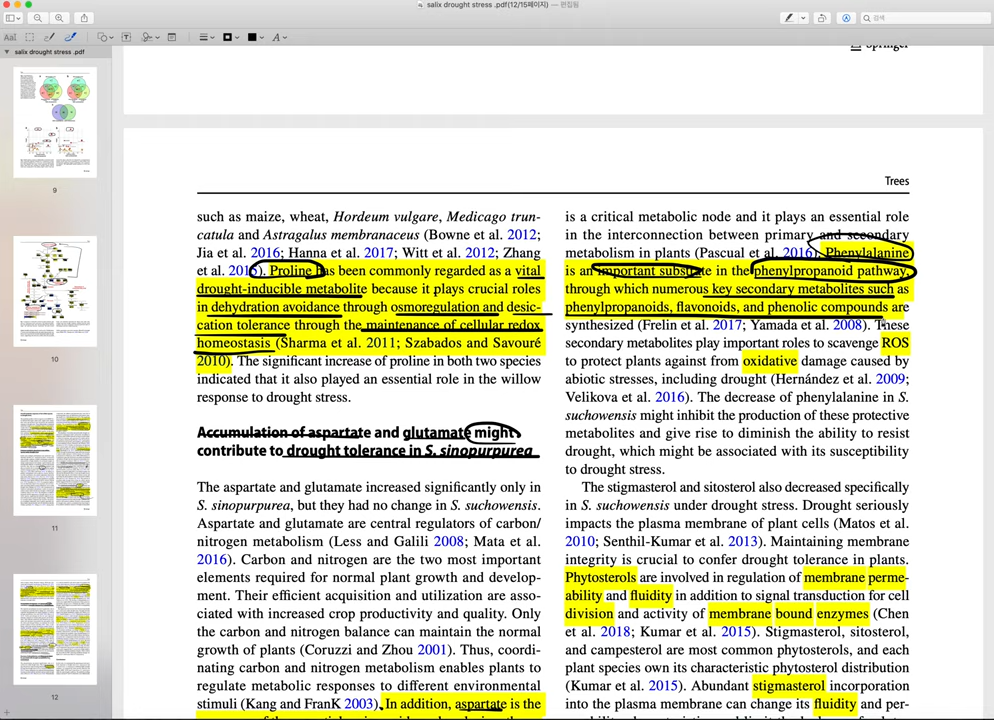 salix drought stress .pdf(12/15페이지) — 편집됨
검색
salix drought stress .pdf
9
10
11
12
Springer
Trees
such as maize, wheat, Hordeum vulgare, Medicago trun-
catula and Astragalus membranaceus (Bowne et al. 2012;
Jia et al. 2016; Hanna et al. 2017; Witt et al. 2012; Zhang
et al. 2016). Proline has been commonly regarded as a vital
drought-inducible metabolite because it plays crucial roles
in dehydration avoidance through osmoregulation and desic-
cation tolerance through the maintenance of cellular redox
homeostasis (Sharma et al. 2011; Szabados and Savouré
2010). The significant increase of proline in both two species
indicated that it also played an essential role in the willow
response to drought stress.
Accumulation of aspartate and glutamate might
contribute to drought tolerance in S. sinopurpurea
The aspartate and glutamate increased significantly only in
S. sinopurpurea, but they had no change in S. suchowensis.
Aspartate and glutamate are central regulators of carbon/
nitrogen metabolism (Less and Galili 2008; Mata et al.
2016). Carbon and nitrogen are the two most important
elements required for normal plant growth and develop-
ment. Their efficient acquisition and utilization are asso-
ciated with increased crop productivity and quality. Only
the carbon and nitrogen balance can maintain the normal
growth of plants (Coruzzi and Zhou 2001). Thus, coordi-
nating carbon and nitrogen metabolism enables plants to
regulate metabolic responses to different environmental
stimuli (Kang and FranK 2003). In addition, aspartate is the
is a critical metabolic node and it plays an essential role
in the interconnection between primary and secondary
metabolism in plants (Pascual et al. 2016). Phenylalanine
is an important substrate in the phenylpropanoid pathway,
through which numerous key secondary metabolites such as
phenylpropanoids, flavonoids, and phenolic compounds are
synthesized (Frelin et al. 2017; Yamada et al. 2008). These
secondary metabolites play important roles to scavenge ROS
to protect plants against from oxidative damage caused by
abiotic stresses, including drought (Hernández et al. 2009;
Velikova et al. 2016). The decrease of phenylalanine in S.
suchowensis might inhibit the production of these protective
metabolites and give rise to diminish the ability to resist
drought, which might be associated with its susceptibility
to drought stress.
The stigmasterol and sitosterol also decreased specifically
in S. suchowensis under drought stress. Drought seriously
impacts the plasma membrane of plant cells (Matos et al.
2010; Senthil-Kumar et al. 2013). Maintaining membrane
integrity is crucial to confer drought tolerance in plants.
Phytosterols are involved in regulation of membrane perme-
ability and fluidity in addition to signal transduction for cell
division and activity of membrane bound enzymes (Chen
et al. 2018; Kumar et al. 2015). Stigmasterol, sitosterol,
and campesterol are most common phytosterols, and each
plant species own its characteristic phytosterol distribution
(Kumar et al. 2015). Abundant stigmasterol incorporation
into the plasma membrane can change its fluidity and per-